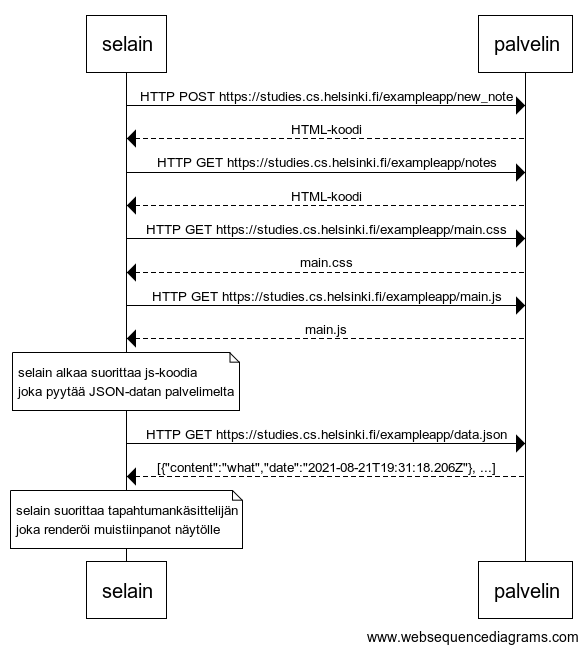 selain
palvelin
HTTP POST https://studies.cs.helsinki.fi/exampleapp/new_note
HTML-koodi
HTTP GET https://studies.cs.helsinki.fi/exampleapp/notes
HTML-koodi
HTTP GET https://studies.cs.helsinki.fi/exampleapp/main.css
main.css
HTTP GET https://studies.cs.helsinki.fi/exampleapp/main.js
main.js
selain alkaa suorittaa js-koodia
joka pyytää JSON-datan palvelimelta
HTTP GET https://studies.cs.helsinki.fi/exampleapp/data.json
[{"content":"what","date":"2021-08-21T19:31:18.206Z"}, ...]
selain suorittaa tapahtumankäsittelijän
joka renderöi muistiinpanot näytölle
selain
palvelin
www.websequencediagrams.com